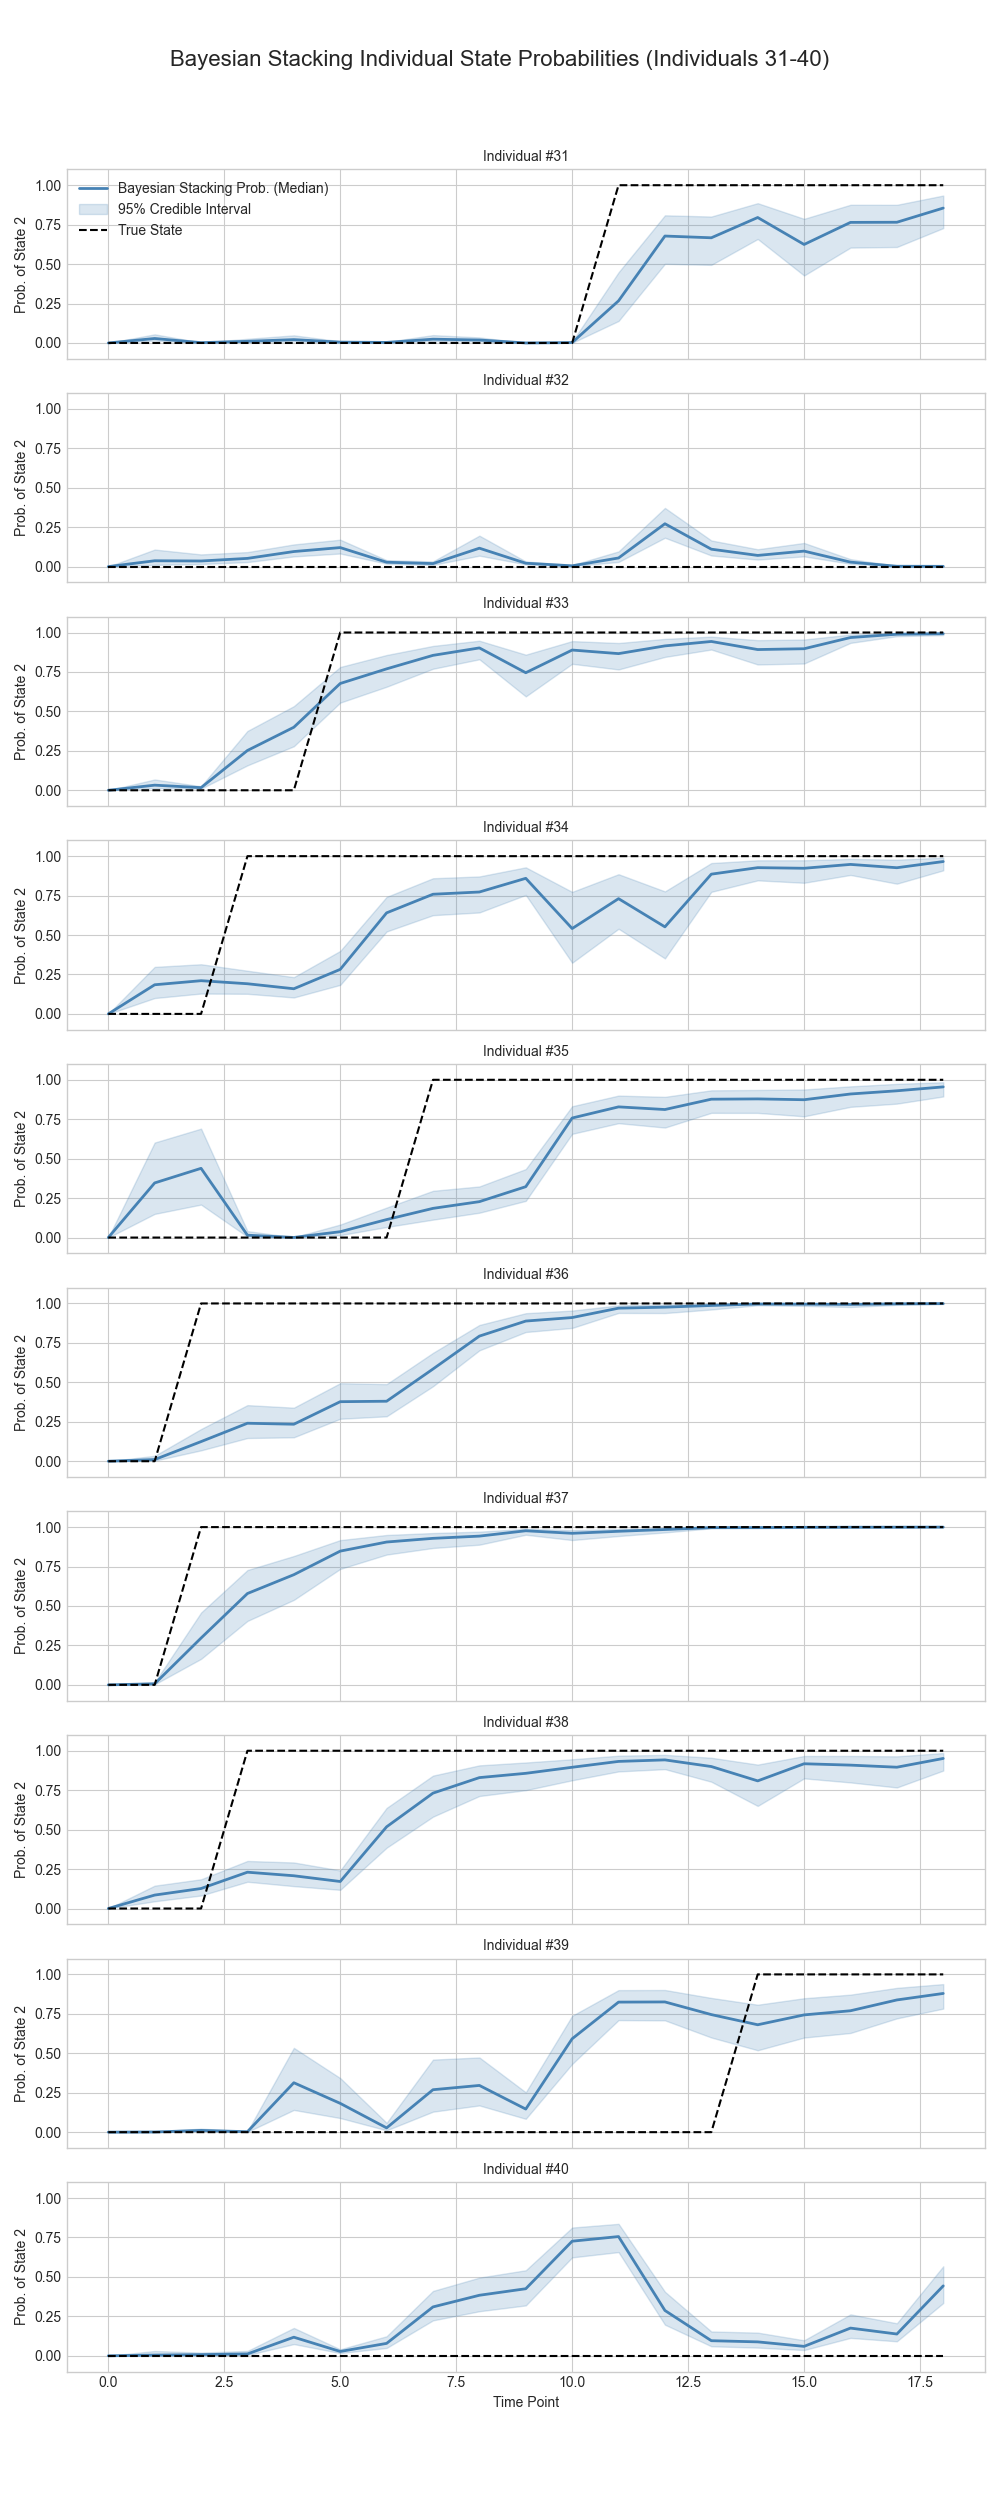 Bayesian Stacking Individual State Probabilities (Individuals 31-40)
Individual #31
Bayesian Stacking Prob. (Median)
95% Credible Interval
True State
Prob. of State 2
1.00
0.75
0.50
0.25
0.00
Individual #32
Prob. of State 2
1.00
0.75
0.50
0.25
0.00
Individual #33
Prob. of State 2
1.00
0.75
0.50
0.25
0.00
Individual #34
Prob. of State 2
1.00
0.75
0.50
0.25
0.00
Individual #35
Prob. of State 2
1.00
0.75
0.50
0.25
0.00
Individual #36
Prob. of State 2
1.00
0.75
0.50
0.25
0.00
Individual #37
Prob. of State 2
1.00
0.75
0.50
0.25
0.00
Individual #38
Prob. of State 2
1.00
0.75
0.50
0.25
0.00
Individual #39
Prob. of State 2
1.00
0.75
0.50
0.25
0.00
Individual #40
Prob. of State 2
1.00
0.75
0.50
0.25
0.00
0.0 2.5 5.0 7.5 10.0 12.5 15.0 17.5
Time Point